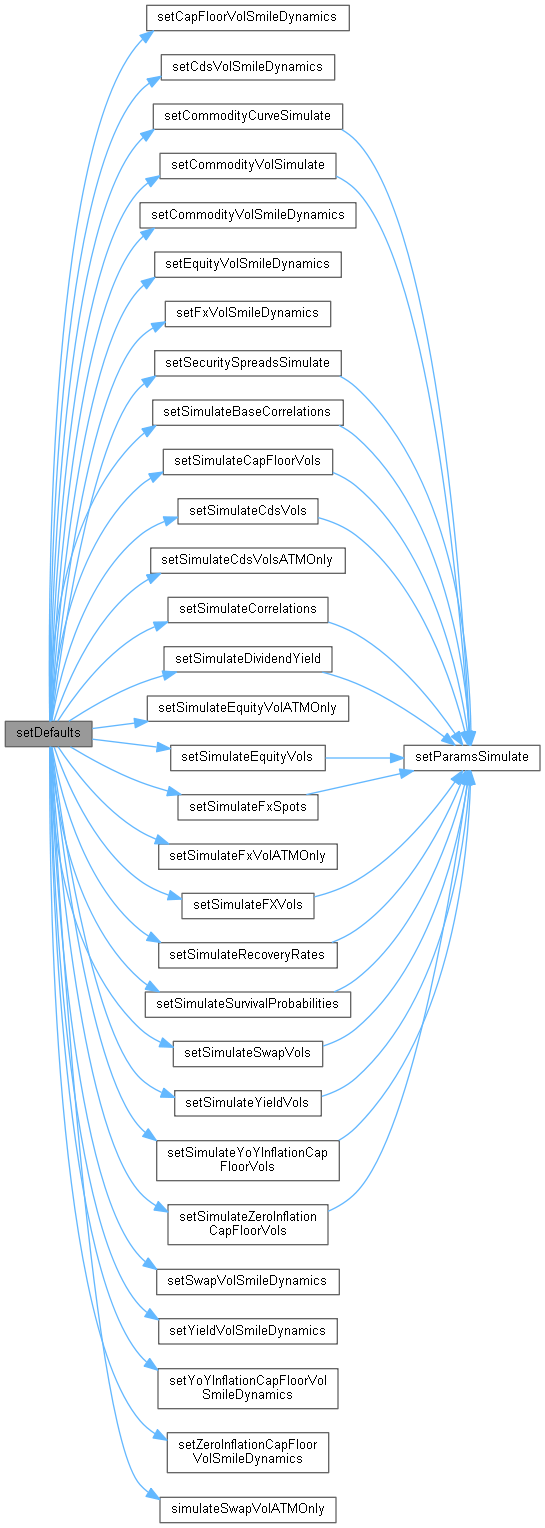 setCapFloorVolSmileDynamics
setCdsVolSmileDynamics
setCommodityCurveSimulate
setCommodityVolSimulate
setCommodityVolSmileDynamics
setEquityVolSmileDynamics
setFxVolSmileDynamics
setSecuritySpreadsSimulate
setSimulateBaseCorrelations
setSimulateCapFloorVols
setSimulateCdsVols
setSimulateCdsVolsATMOnly
setSimulateCorrelations
setSimulateDividendYield
setSimulateEquityVolATMOnly
setDefaults
setSimulateEquityVols
setParamsSimulate
setSimulateFxSpots
setSimulateFxVolATMOnly
setSimulateFXVols
setSimulateRecoveryRates
setSimulateSurvivalProbabilities
setSimulateSwapVols
setSimulateYieldVols
setSimulateYoYInflationCap
FloorVols
setSimulateZeroInflation
CapFloorVols
setSwapVolSmileDynamics
setYieldVolSmileDynamics
setYoYInflationCapFloorVol
SmileDynamics
setZeroInflationCapFloor
VolSmileDynamics
simulateSwapVolATMOnly